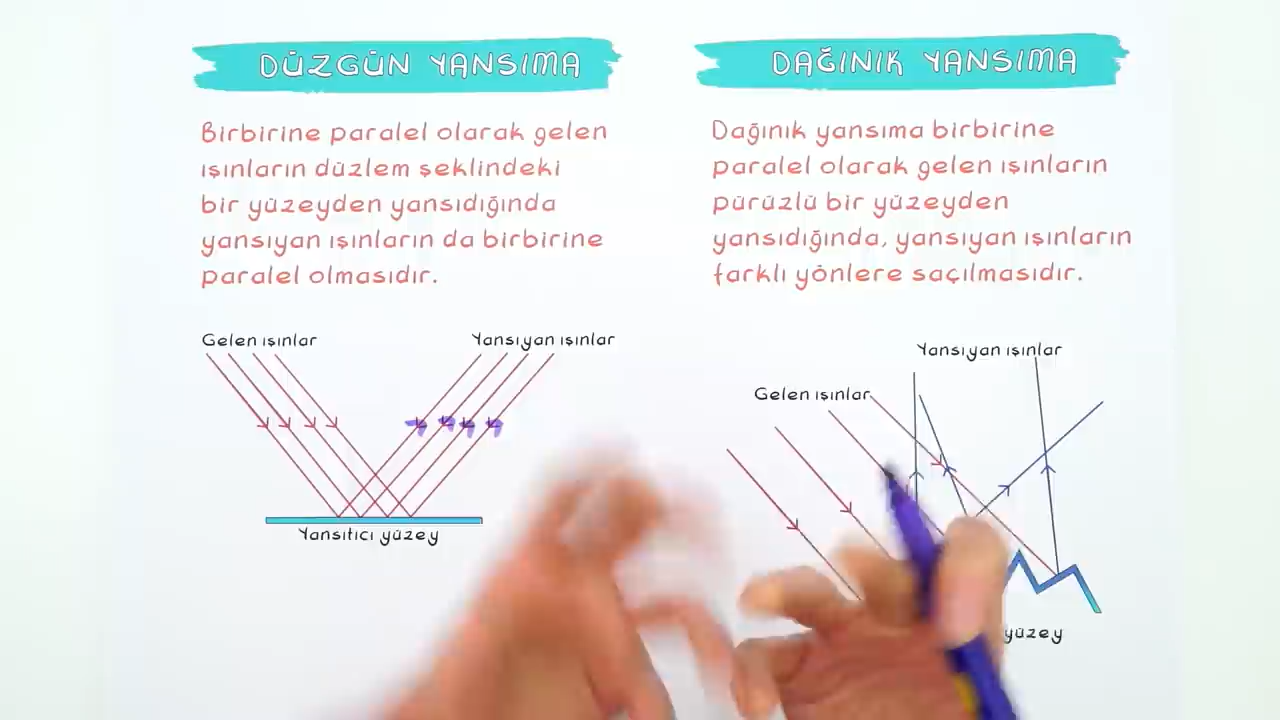 DÜZGÜN YANSIMA
Birbirine paralel olarak gelen
ışınların düzlem şeklindeki
bir yüzeyden yansıdığında
yansıyan ışınların da birbirine
paralel olmasıdır.
Gelen ışınlar
Yansıyan ışınlar
Yansıtıcı yüzey
DAĞINIK YANSIMA
Dağınık yansıma birbirine
paralel olarak gelen ışınların
pürüzlü bir yüzeyden
yansıdığında, yansıyan ışınların
farklı yönlere saçılmasıdır.
Yansıyan ışınlar
Gelen ışınlar
yüzey